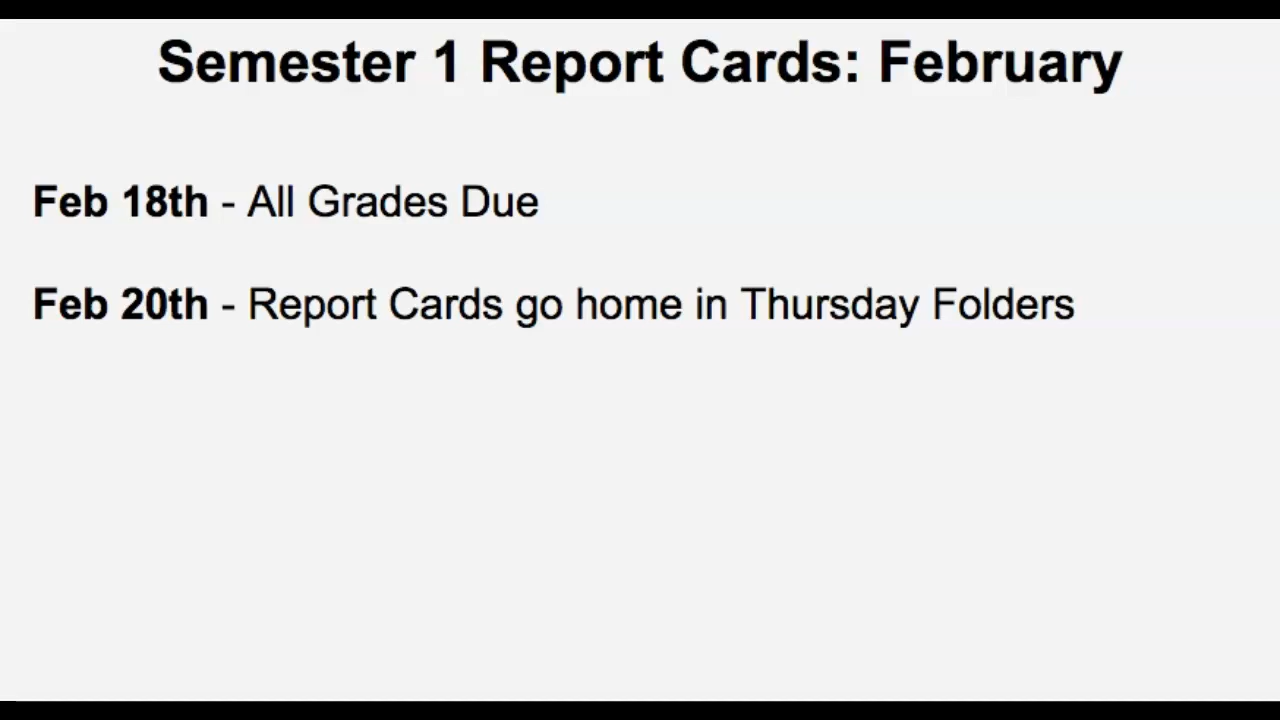 Semester 1 Report Cards: February
Feb 18th - All Grades Due
Feb 20th - Report Cards go home in Thursday Folders